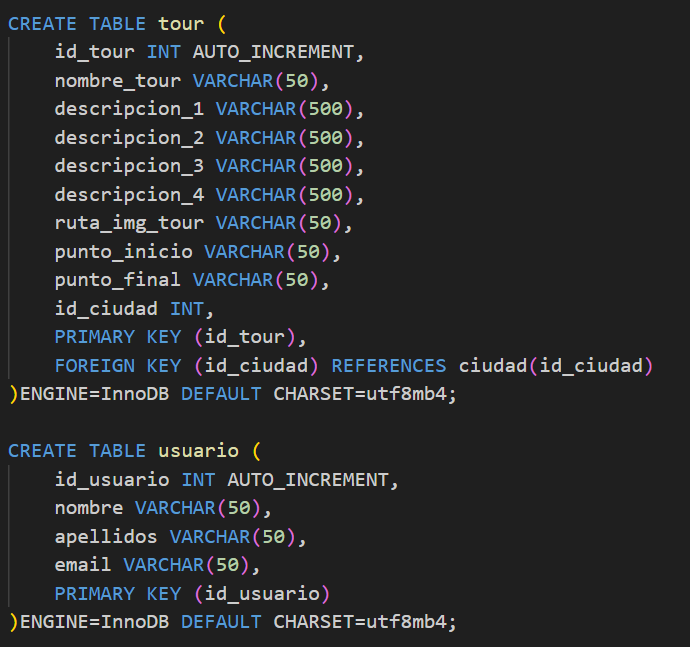 CREATE TABLE tour (
    id_tour INT AUTO_INCREMENT,
    nombre_tour VARCHAR(50),
    descripcion_1 VARCHAR(500),
    descripcion_2 VARCHAR(500),
    descripcion_3 VARCHAR(500),
    descripcion_4 VARCHAR(500),
    ruta_img_tour VARCHAR(50),
    punto_inicio VARCHAR(50),
    punto_final VARCHAR(50),
    id_ciudad INT,
    PRIMARY KEY (id_tour),
    FOREIGN KEY (id_ciudad) REFERENCES ciudad(id_ciudad)
)ENGINE=InnoDB DEFAULT CHARSET=utf8mb4;

CREATE TABLE usuario (
    id_usuario INT AUTO_INCREMENT,
    nombre VARCHAR(50),
    apellidos VARCHAR(50),
    email VARCHAR(50),
    PRIMARY KEY (id_usuario)
)ENGINE=InnoDB DEFAULT CHARSET=utf8mb4;